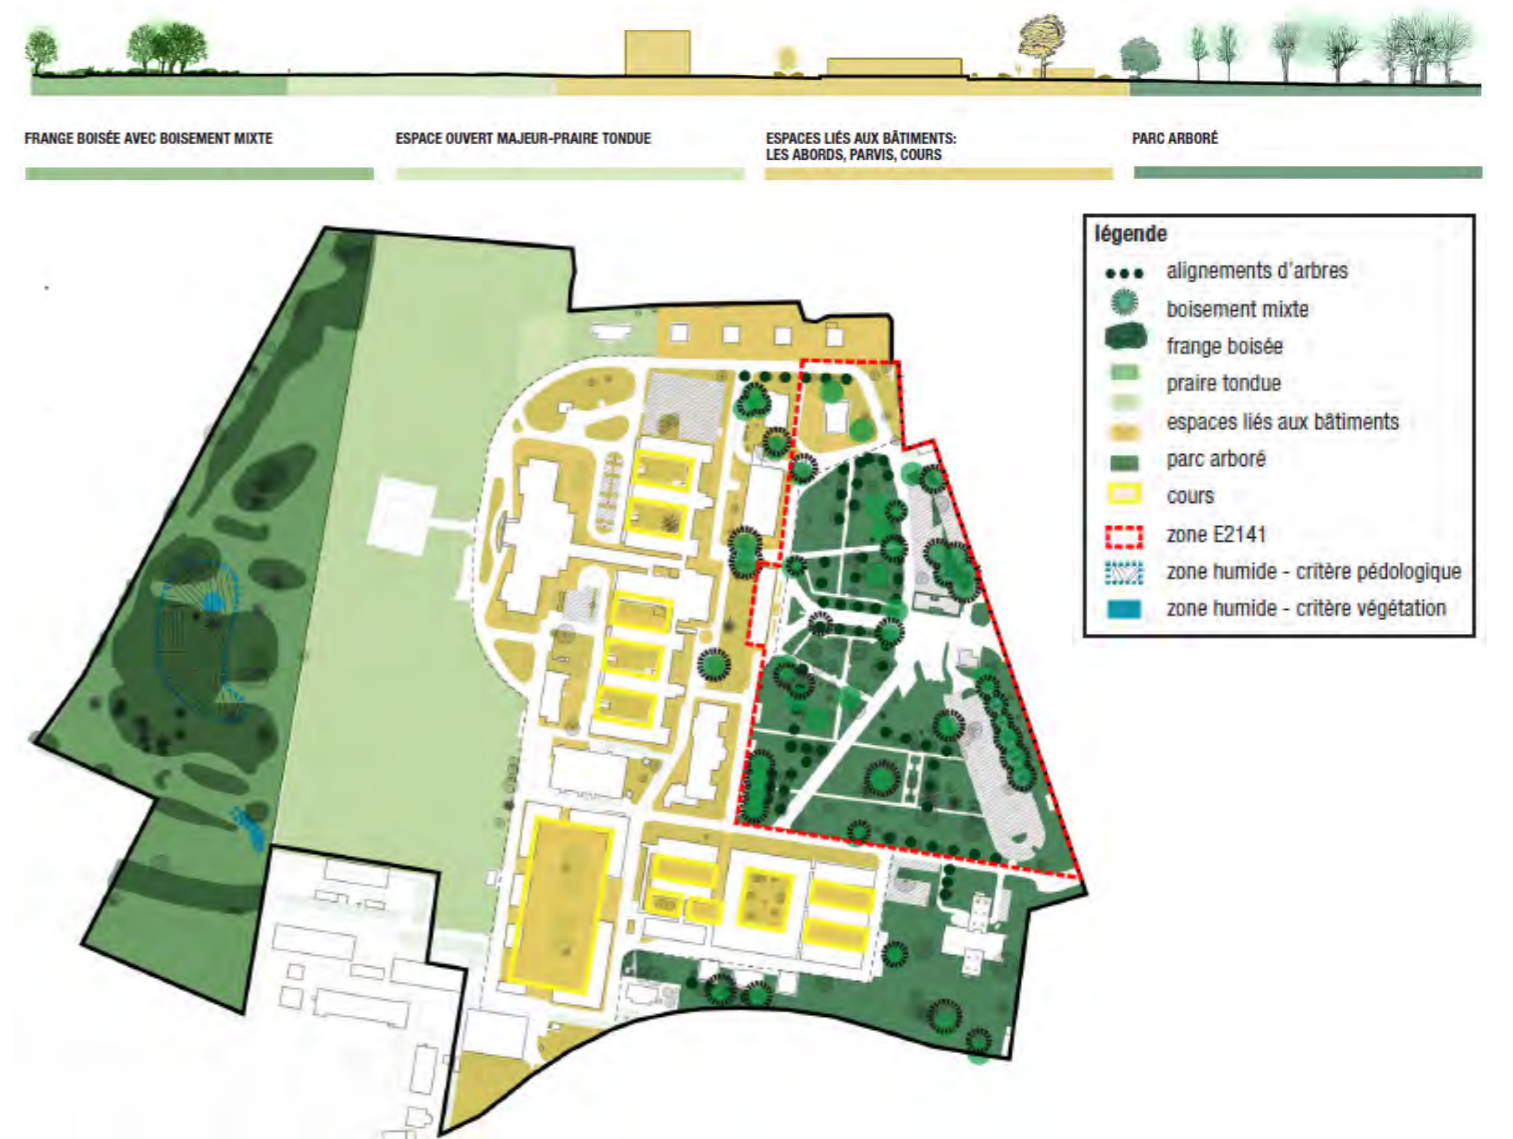 FRANGE BOISÉE AVEC BOISEMENT MIXTE
ESPACE OUVERT MAJEUR-PRAIRE TONDUE
ESPACES LIÉS AUX BÂTIMENTS:
LES ABORDS, PARVIS, COURS
PARC ARBORÉ
légende
alignements d'arbres
boisement mixte
frange boisée
praire tondue
espaces liés aux bâtiments
parc arboré
cours
zone E2141
zone humide - critère pédologique
zone humide - critère végétation